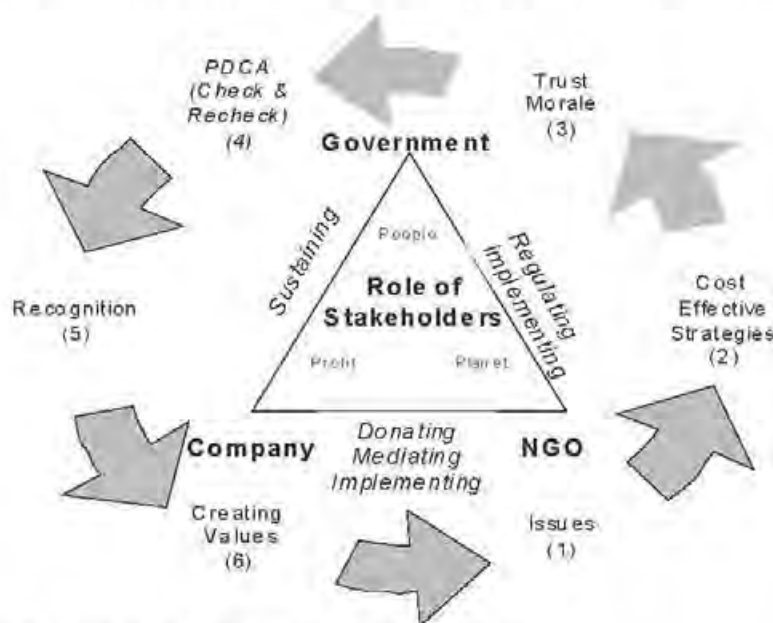 PDCA
(Check &
Recheck)
(4)
Trust
Morale
(3)
Government
Sustaining
People
Regulating
implementing
Role of
Stakeholders
Profit
Planet
Recognition
(5)
Cost
Effective
Strategies
(2)
Company
Donating
Mediating
Implementing
NGO
Creating
Values
(6)
Issues
(1)